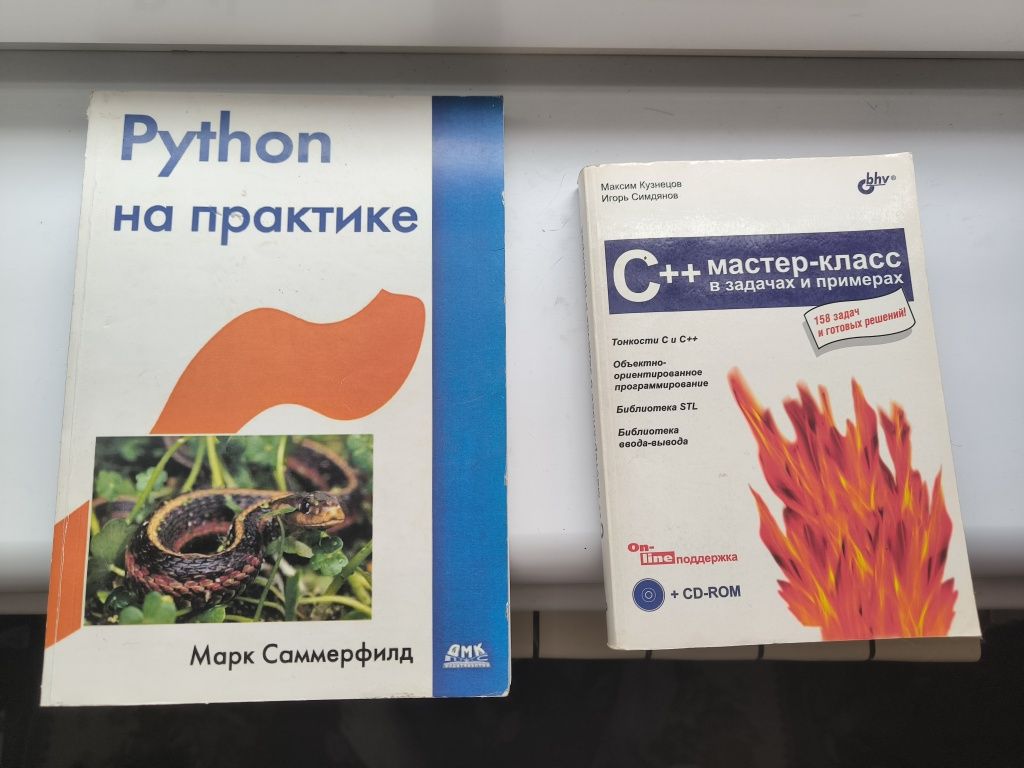 Python
на практике
Марк Саммерфилд
ДМК
Максим Кузнецов
Игорь Симдянов
bhv®
C++ мастер-класс
в задачах и примерах
158 задач
и готовых решений!
Тонкости С и С++
Объектно-
ориентированное
программирование
Библиотека STL
Библиотека
ввода-вывода
On-
line поддержка
+ CD-ROM